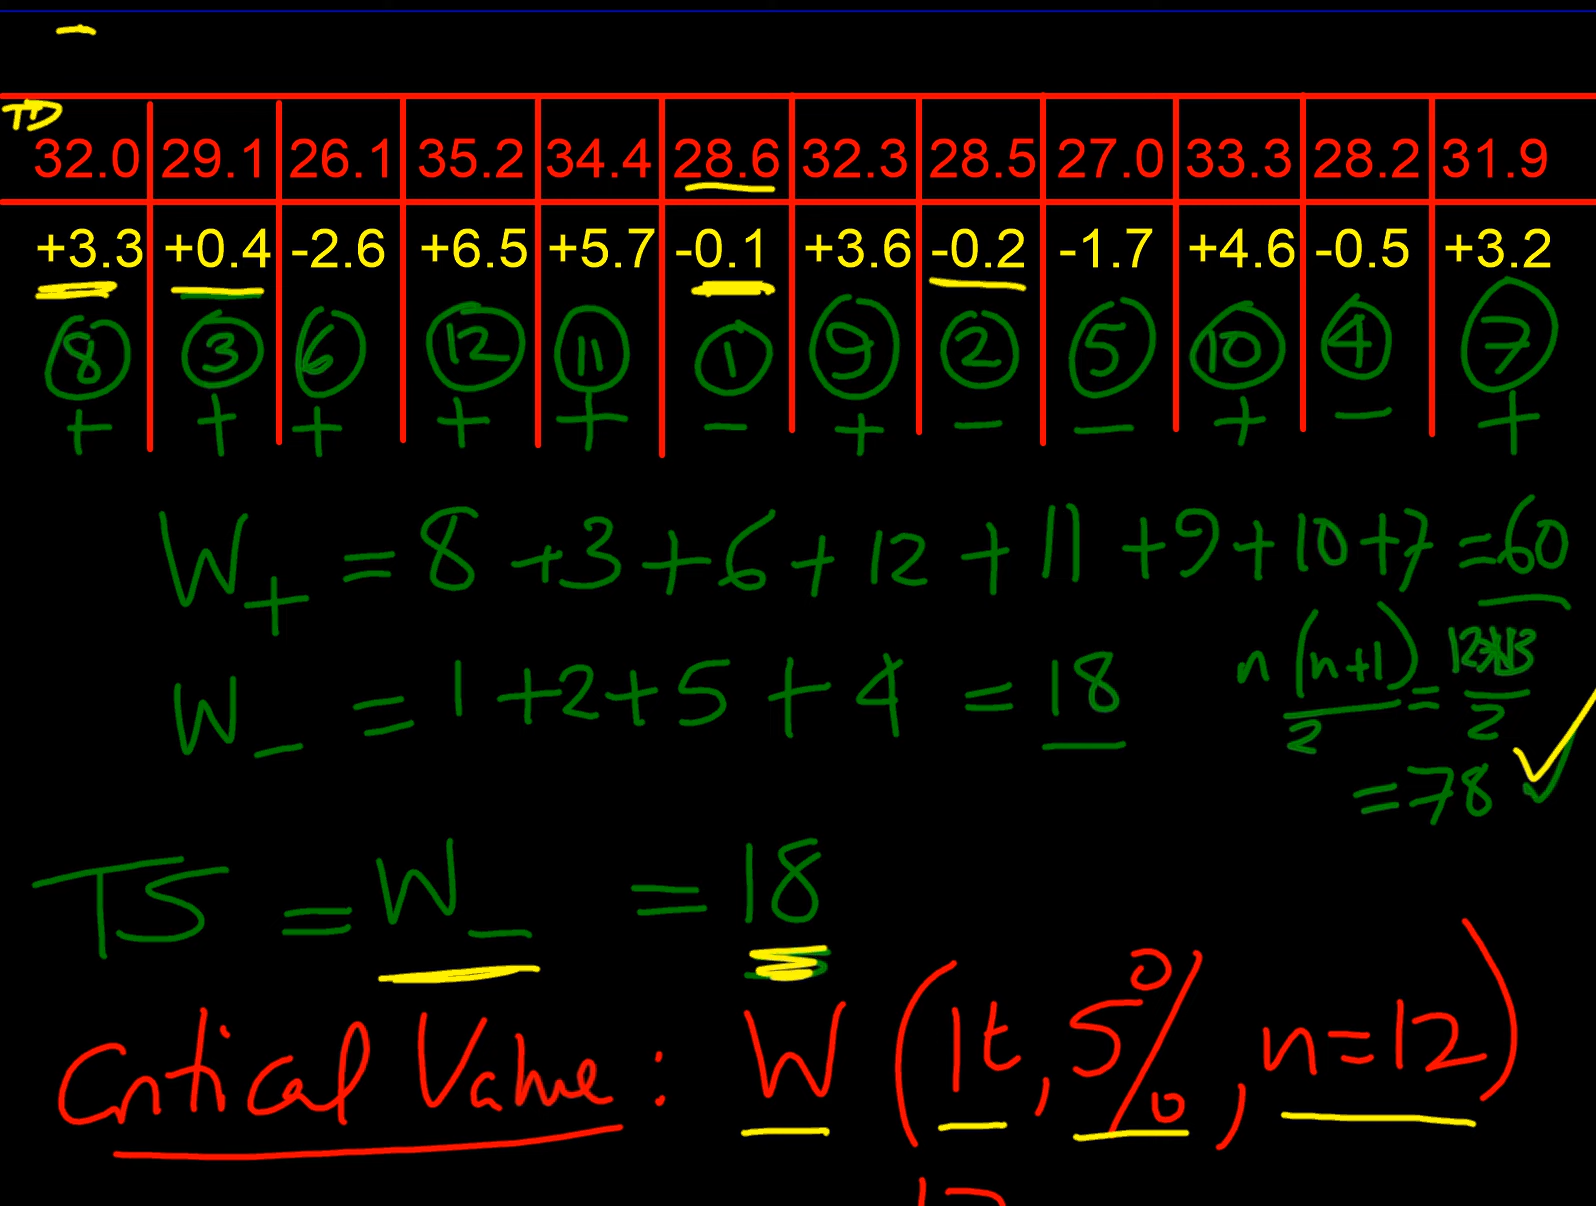 TD
32.0 29.1 26.1 35.2 34.4 28.6 32.3 28.5 27.0 33.3 28.2 31.9
+3.3 +0.4 -2.6 +6.5 +5.7 -0.1 +3.6 -0.2 -1.7 +4.6 -0.5 +3.2
8 3 6 12 11 1 9 2 5 10 4 7
+ + + + + − + − − + − +
W+ = 8 + 3 + 6 + 12 + 11 + 9 + 10 + 7 = 60
W− = 1 + 2 + 5 + 4 = 18
n(n+1)/2 = 12×13/2
= 78 ✓
TS = W− = 18
Critical Value : W (1t, 5%, n=12)